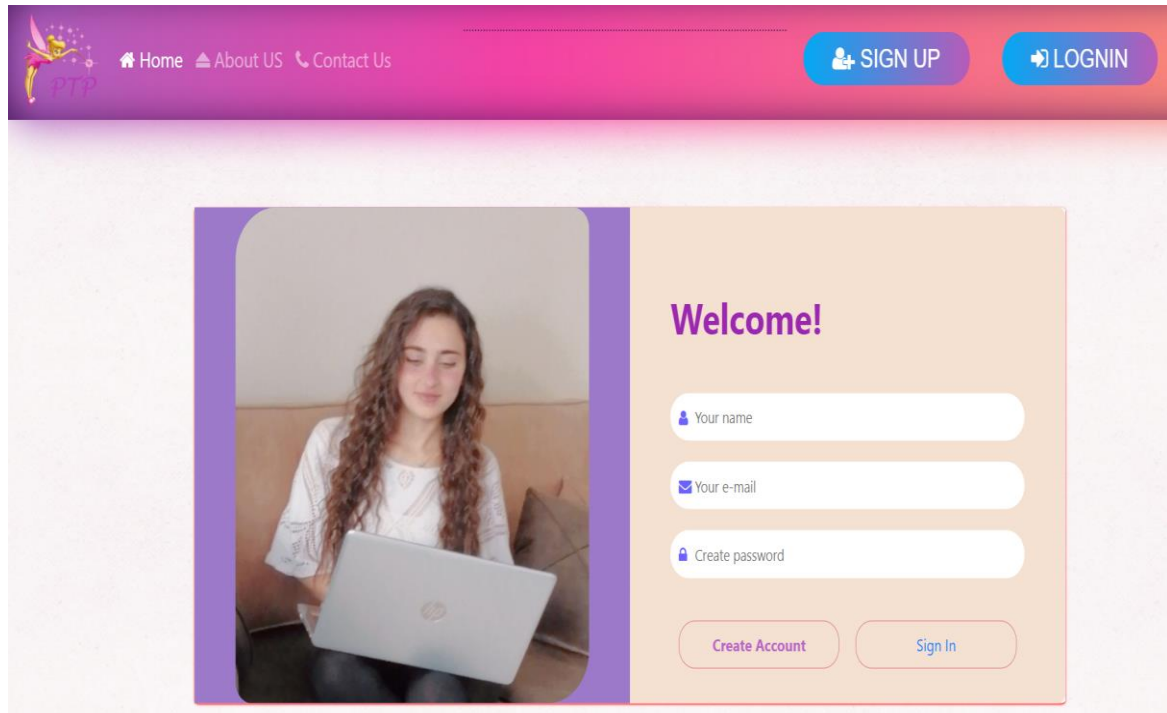 Home About US Contact Us
SIGN UP
LOGNIN
PTP
Welcome!
Your name
Your e-mail
Create password
Create Account
Sign In
hp